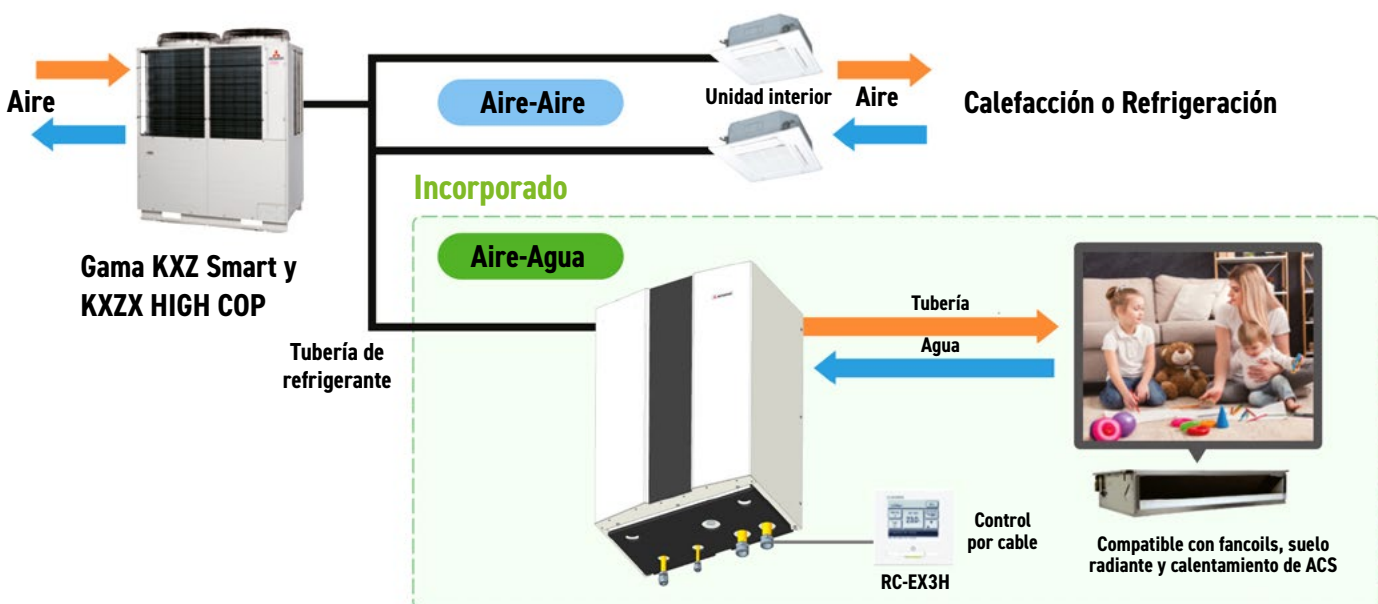 Aire
Aire-Aire
Unidad interior
Aire
Calefacción o Refrigeración
Incorporado
Aire-Agua
Gama KXZ Smart y
KXZX HIGH COP
Tubería de
refrigerante
Tubería
Agua
Control
por cable
RC-EX3H
Compatible con fancoils, suelo
radiante y calentamiento de ACS